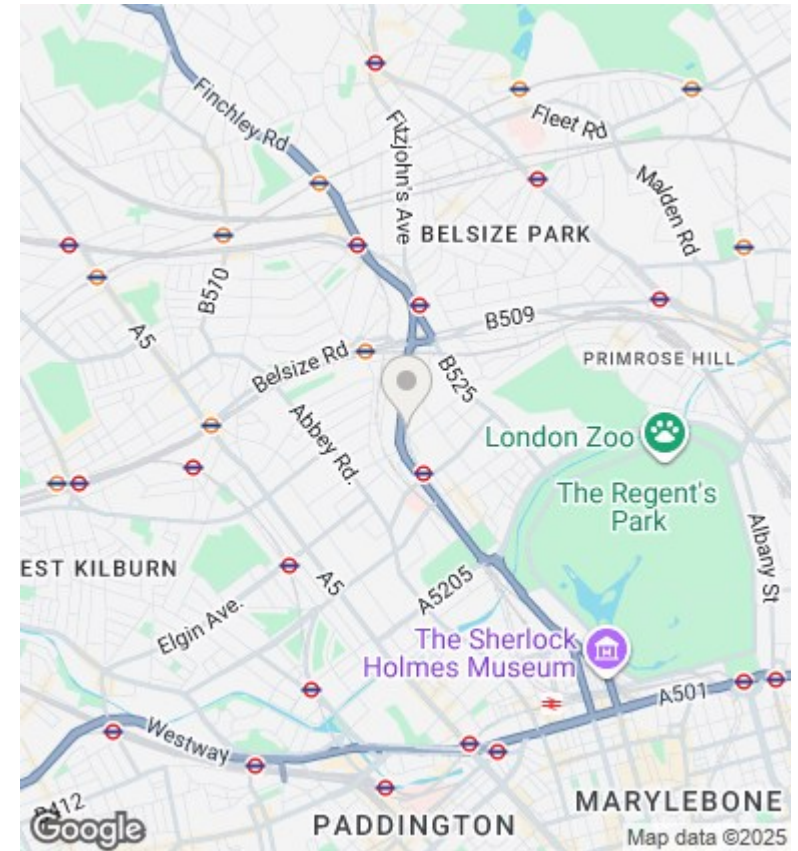 Finchley Rd
Fitzjohn's Ave
Fleet Rd
Malden Rd
BELSIZE PARK
B510
A5
B509
Belsize Rd
B525
PRIMROSE HILL
Abbey Rd.
London Zoo
The Regent's
Park
Albany St
EST KILBURN
A5
A5205
Elgin Ave.
The Sherlock
Holmes Museum
A501
Westway
B412
MARYLEBONE
PADDINGTON
Google
Map data ©2025